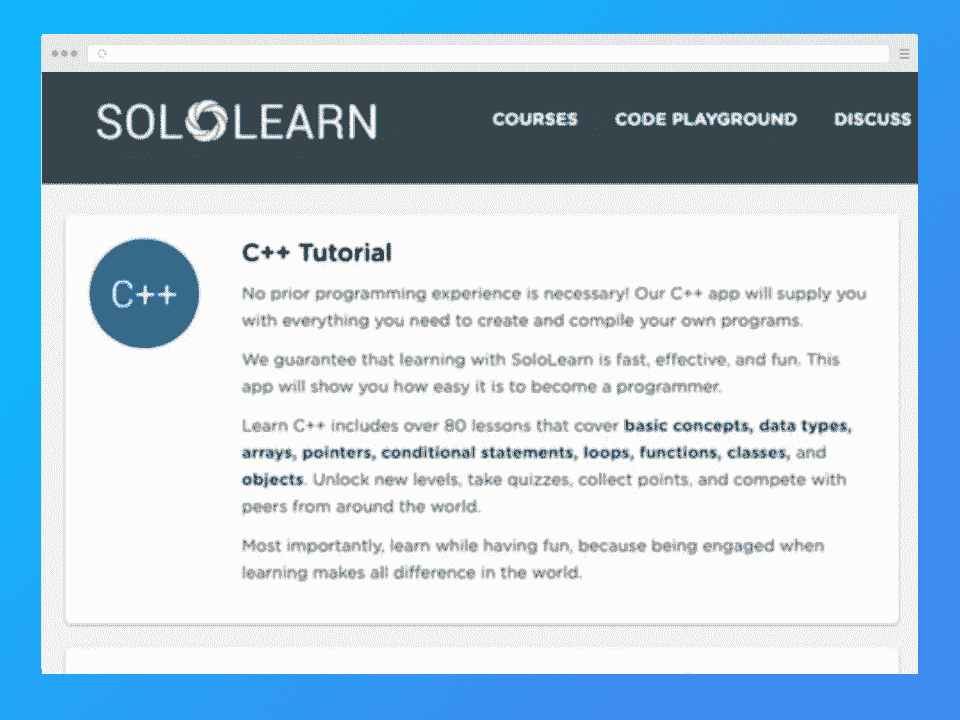 SOLOLEARN
COURSES CODE PLAYGROUND DISCUSS
C++
C++ Tutorial
No prior programming experience is necessary! Our C++ app will supply you
with everything you need to create and compile your own programs.
We guarantee that learning with SoloLearn is fast, effective, and fun. This
app will show you how easy it is to become a programmer.
Learn C++ includes over 80 lessons that cover basic concepts, data types,
arrays, pointers, conditional statements, loops, functions, classes, and
objects. Unlock new levels, take quizzes, collect points, and compete with
peers from around the world.
Most importantly, learn while having fun, because being engaged when
learning makes all difference in the world.